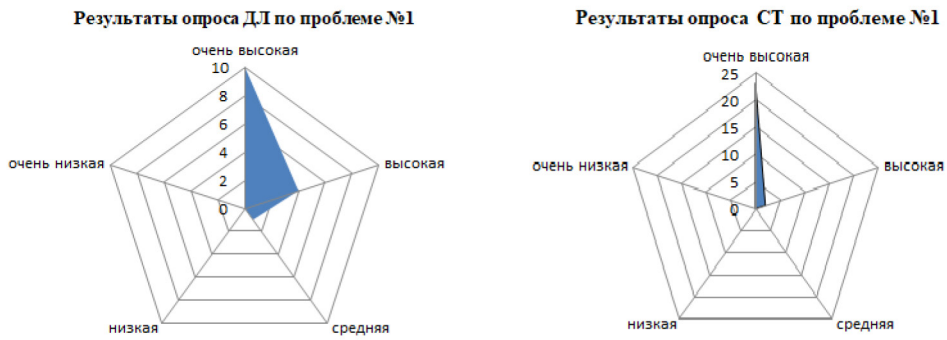 Результаты опроса ДЛ по проблеме №1
очень высокая
10
8
6
4
2
0
очень низкая
высокая
низкая
средняя
Результаты опроса СТ по проблеме №1
очень высокая
25
20
15
10
5
0
очень низкая
высокая
низкая
средняя